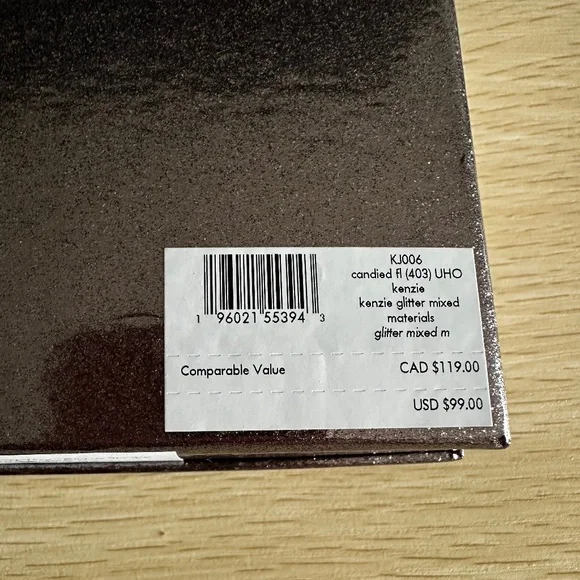 KJ006
candied fl (403) UHO
kenzie
kenzie glitter mixed
materials
glitter mixed m
1 96021 55394 3
Comparable Value CAD $119.00
USD $99.00